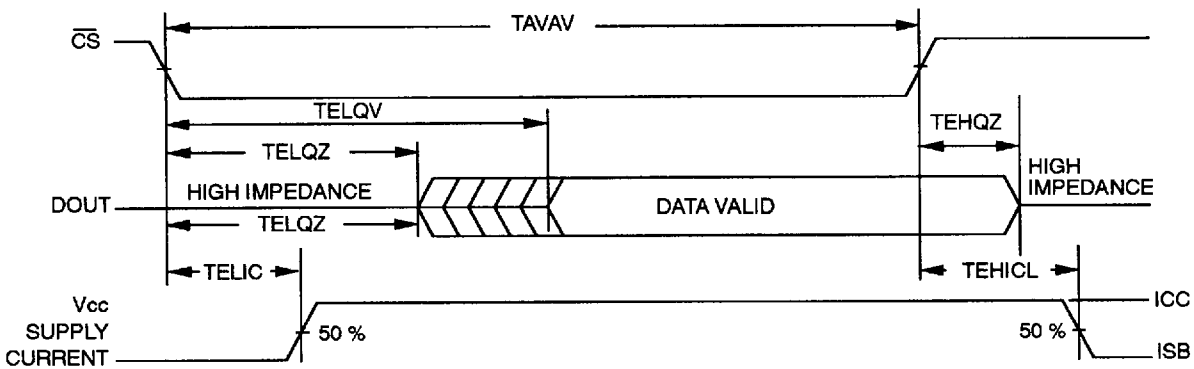 TAVAV
C̅S̅
TELQV
TEHQZ
TELQZ
HIGH IMPEDANCE
HIGH
IMPEDANCE
DOUT
DATA VALID
TELQZ
TELIC
TEHICL
Vcc
SUPPLY
CURRENT
50 %
50 %
ICC
ISB